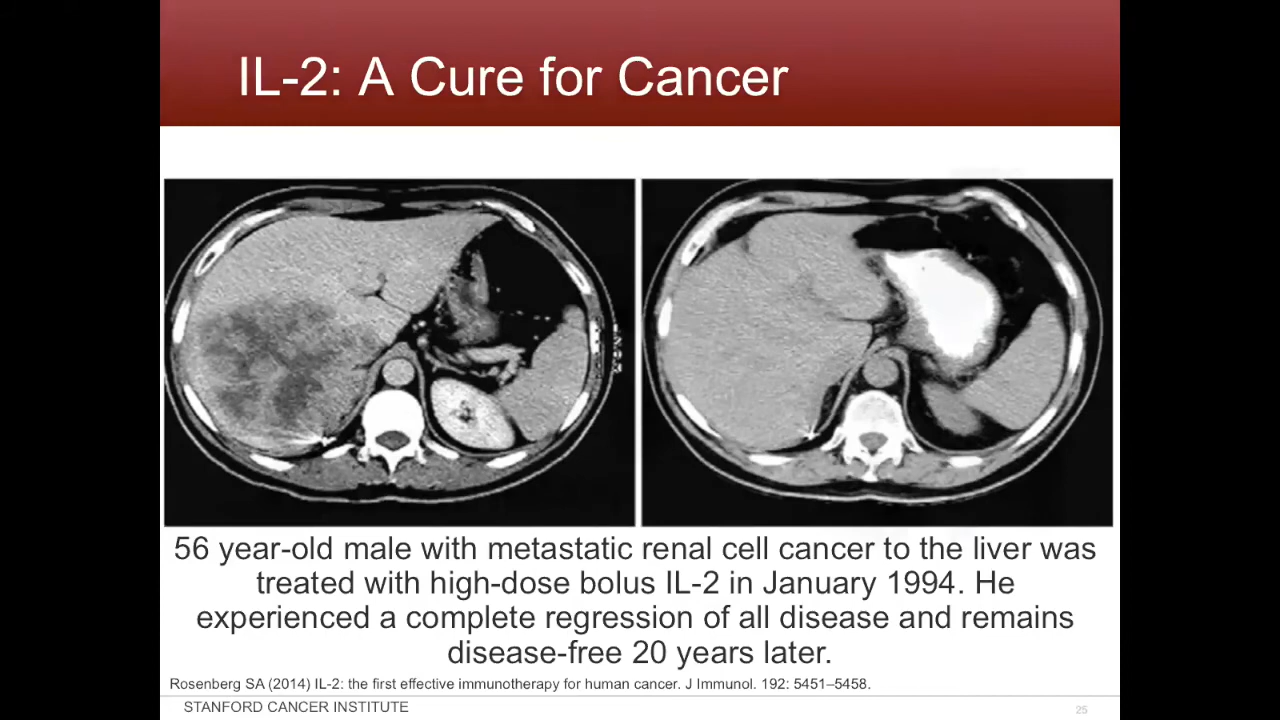 IL-2: A Cure for Cancer
56 year-old male with metastatic renal cell cancer to the liver was
treated with high-dose bolus IL-2 in January 1994. He
experienced a complete regression of all disease and remains
disease-free 20 years later.
Rosenberg SA (2014) IL-2: the first effective immunotherapy for human cancer. J Immunol. 192: 5451–5458.
STANFORD CANCER INSTITUTE
25